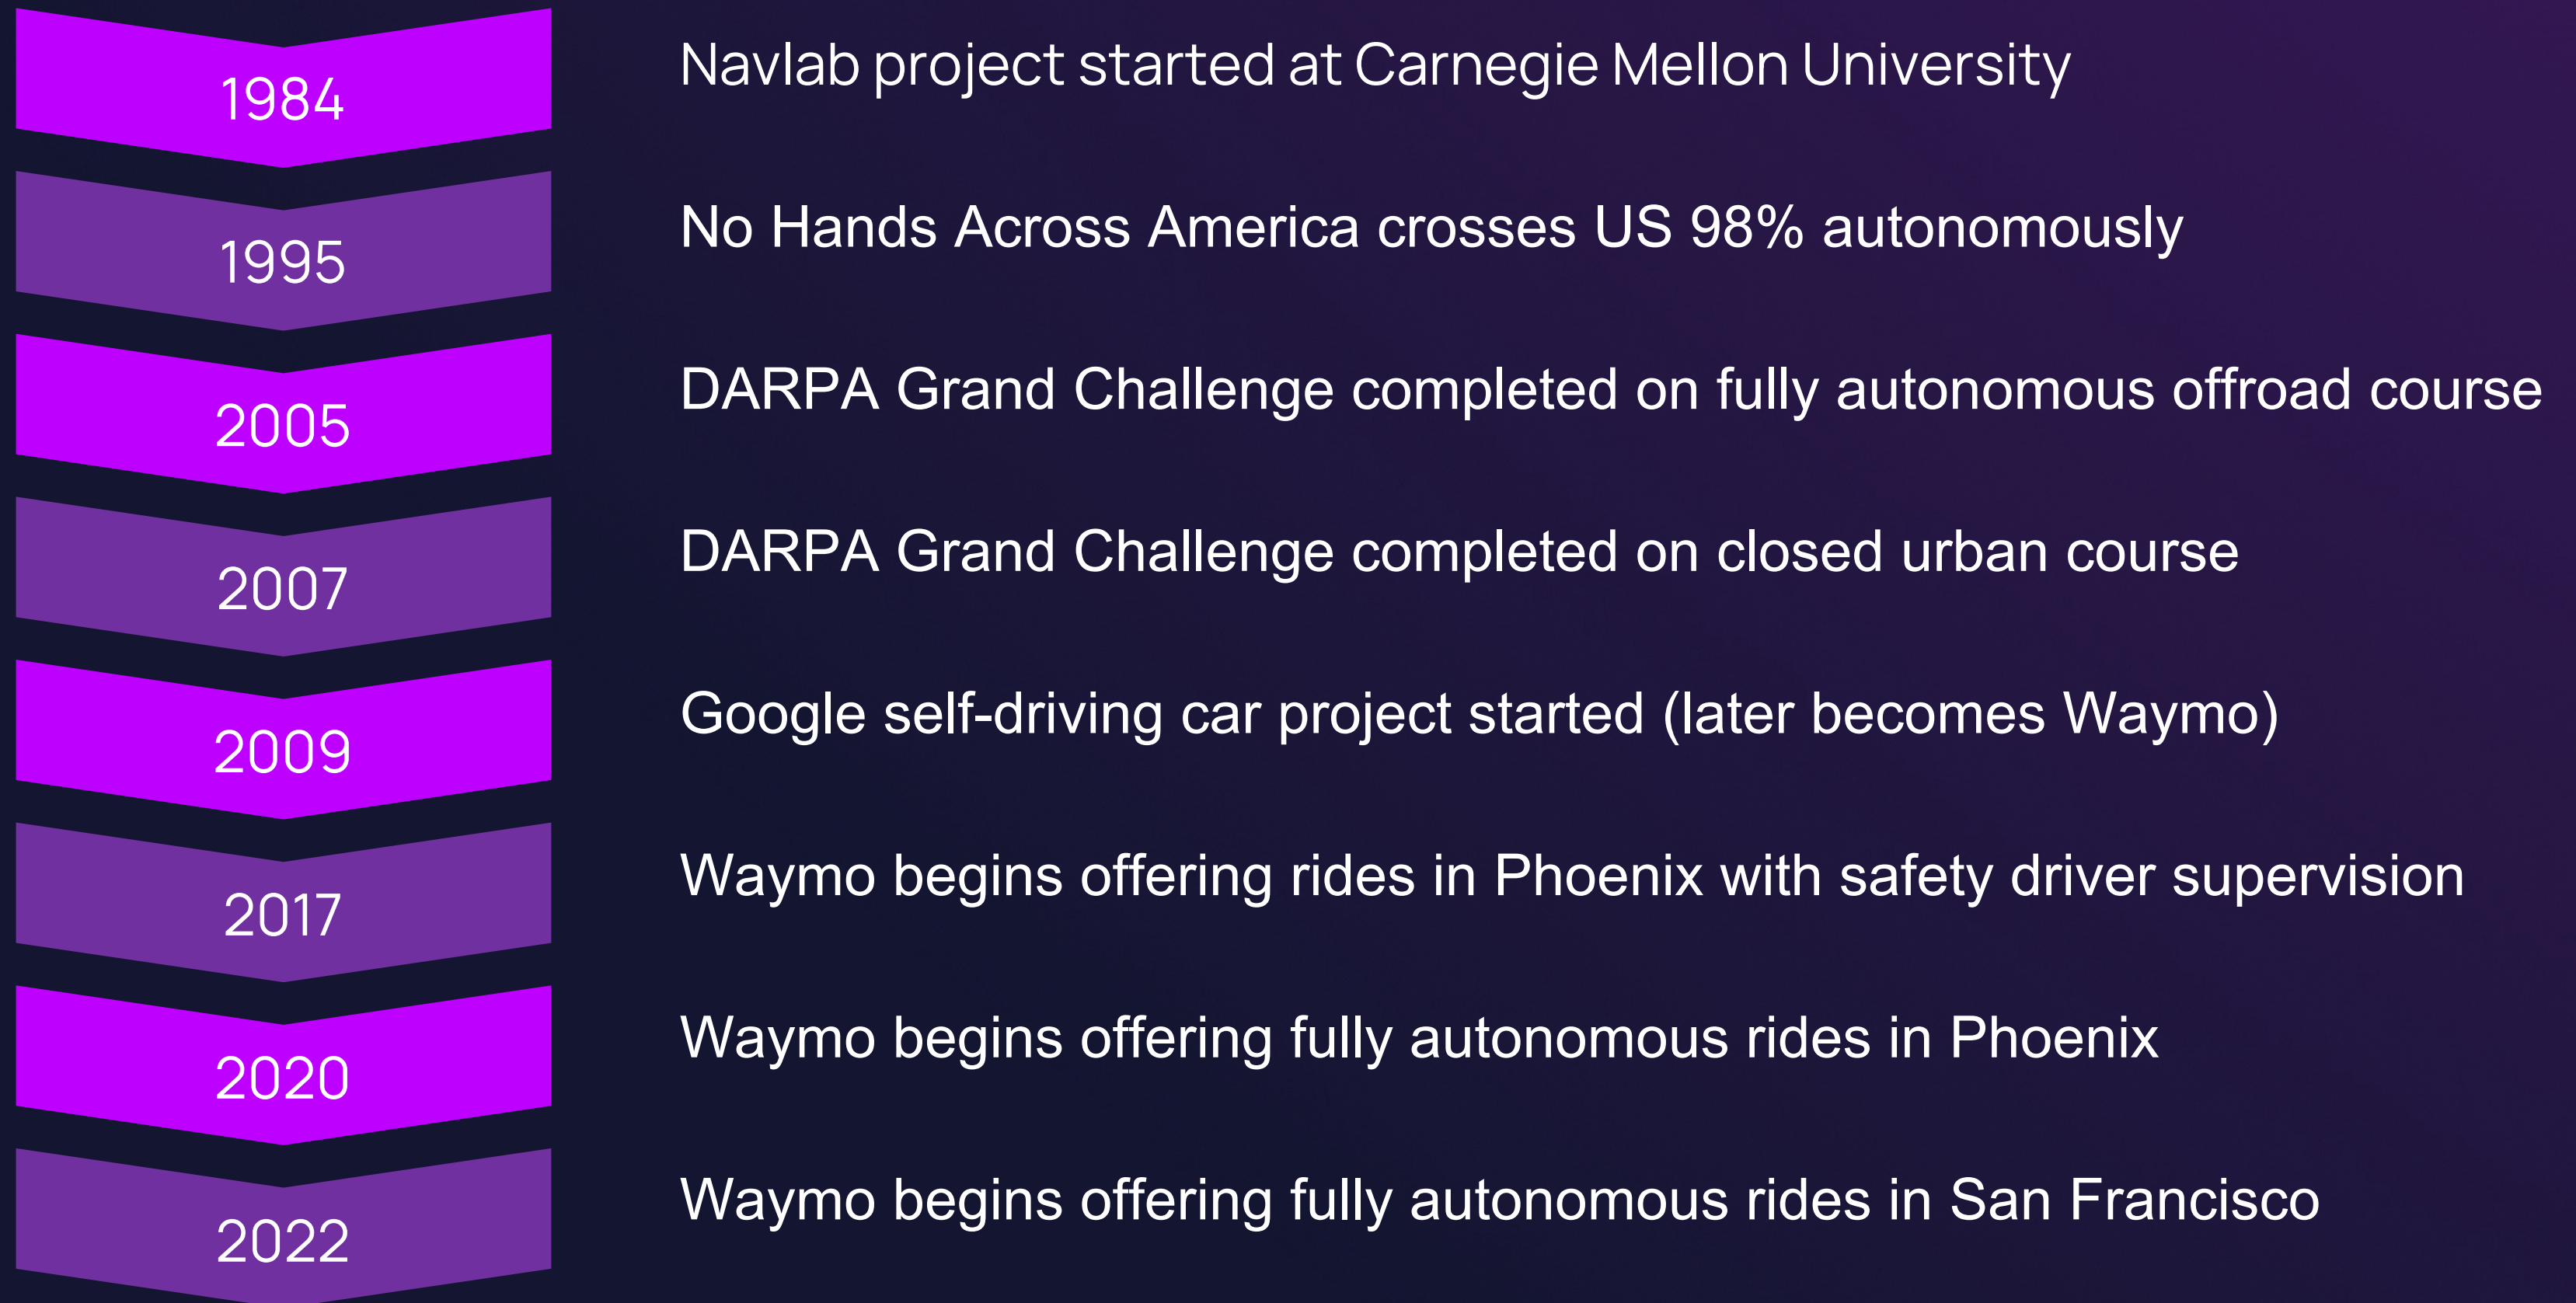 1984
Navlab project started at Carnegie Mellon University
1995
No Hands Across America crosses US 98% autonomously
2005
DARPA Grand Challenge completed on fully autonomous offroad course
2007
DARPA Grand Challenge completed on closed urban course
2009
Google self-driving car project started (later becomes Waymo)
2017
Waymo begins offering rides in Phoenix with safety driver supervision
2020
Waymo begins offering fully autonomous rides in Phoenix
2022
Waymo begins offering fully autonomous rides in San Francisco